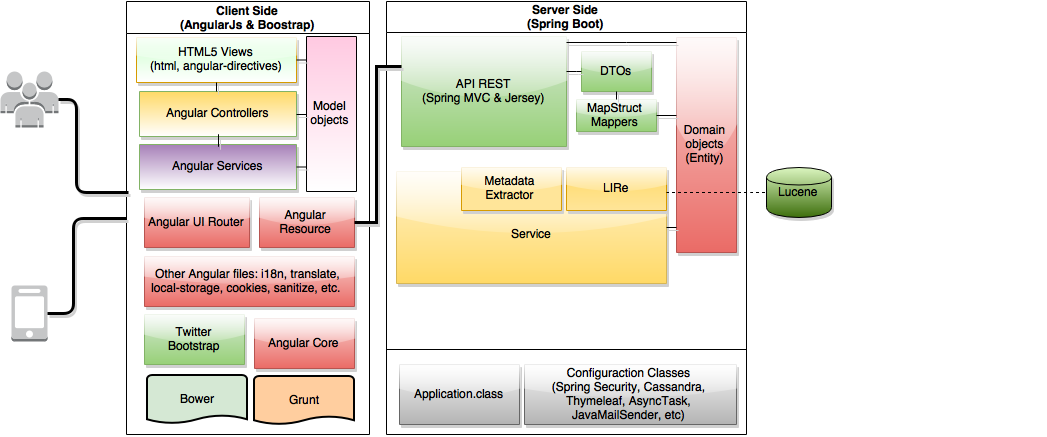 Client Side
(AngularJs & Boostrap)
HTML5 Views
(html, angular-directives)
Angular Controllers
Angular Services
Model
objects
Angular UI Router
Angular
Resource
Other Angular files: i18n, translate,
local-storage, cookies, sanitize, etc.
Twitter
Bootstrap
Angular Core
Bower
Grunt
Server Side
(Spring Boot)
API REST
(Spring MVC & Jersey)
DTOs
MapStruct
Mappers
Domain
objects
(Entity)
Metadata
Extractor
LIRe
Service
Lucene
Application.class
Configuraction Classes
(Spring Security, Cassandra,
Thymeleaf, AsyncTask,
JavaMailSender, etc)